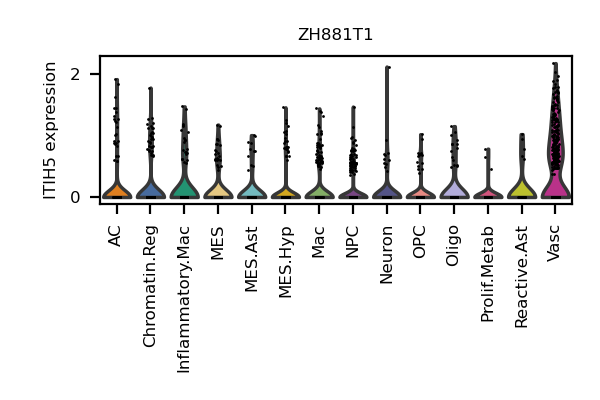 ZH881T1
ITIH5 expression
2
0
AC
Chromatin.Reg
Inflammatory.Mac
MES
MES.Ast
MES.Hyp
Mac
NPC
Neuron
OPC
Oligo
Prolif.Metab
Reactive.Ast
Vasc